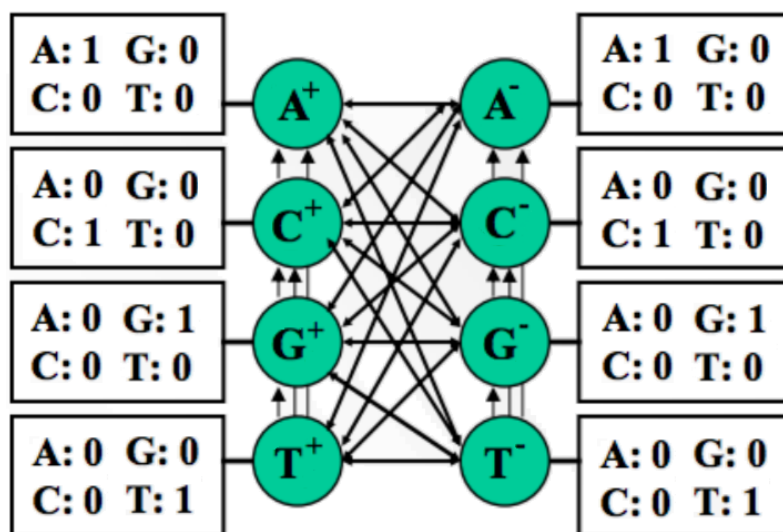 A: 1 G: 0
C: 0 T: 0
A⁺
A⁻
A: 1 G: 0
C: 0 T: 0
A: 0 G: 0
C: 1 T: 0
C⁺
C⁻
A: 0 G: 0
C: 1 T: 0
A: 0 G: 1
C: 0 T: 0
G⁺
G⁻
A: 0 G: 1
C: 0 T: 0
A: 0 G: 0
C: 0 T: 1
T⁺
T⁻
A: 0 G: 0
C: 0 T: 1